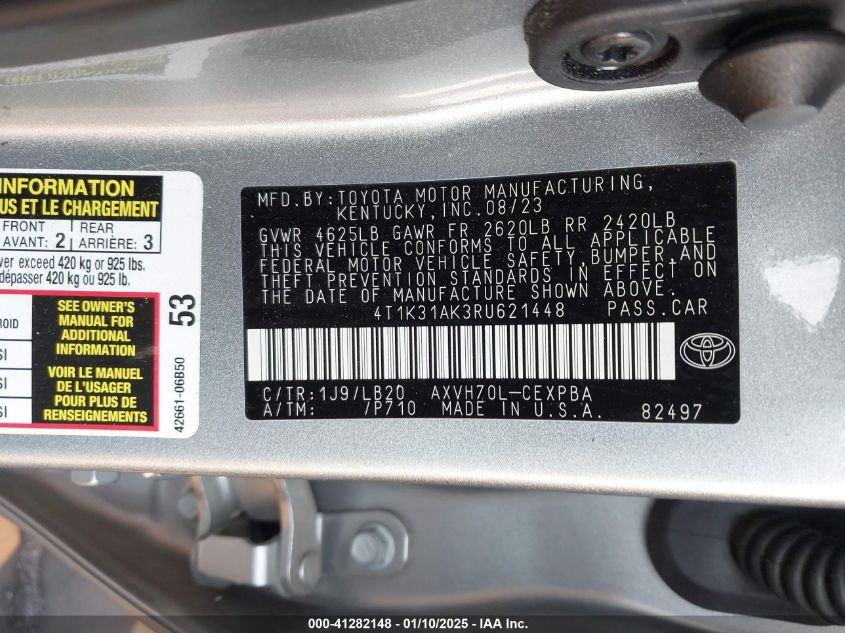 INFORMATION
US ET LE CHARGEMENT
FRONT
AVANT: 2
REAR
ARRIÈRE: 3
ver exceed 420 kg or 925 lbs.
dépasser 420 kg ou 925 lb.
SEE OWNER'S
MANUAL FOR
ADDITIONAL
INFORMATION
VOIR LE MANUEL
DE L'USAGER
POUR PLUS DE
RENSEIGNEMENTS
53
42661-06B50
MFD.BY:TOYOTA MOTOR MANUFACTURING,
KENTUCKY,INC.08/23
GVWR 4625LB GAWR FR 2620LB RR 2420LB
THIS VEHICLE CONFORMS TO ALL APPLICABLE
FEDERAL MOTOR VEHICLE SAFETY,BUMPER,AND
THEFT PREVENTION STANDARDS IN EFFECT ON
THE DATE OF MANUFACTURE SHOWN ABOVE.
4T1K31AK3RU621448 PASS.CAR
C/TR:1J9/LB20 AXVH70L-CEXPBA
A/TM: /P710 MADE IN U.S.A. 82497
000-41282148 - 01/10/2025 - IAA Inc.